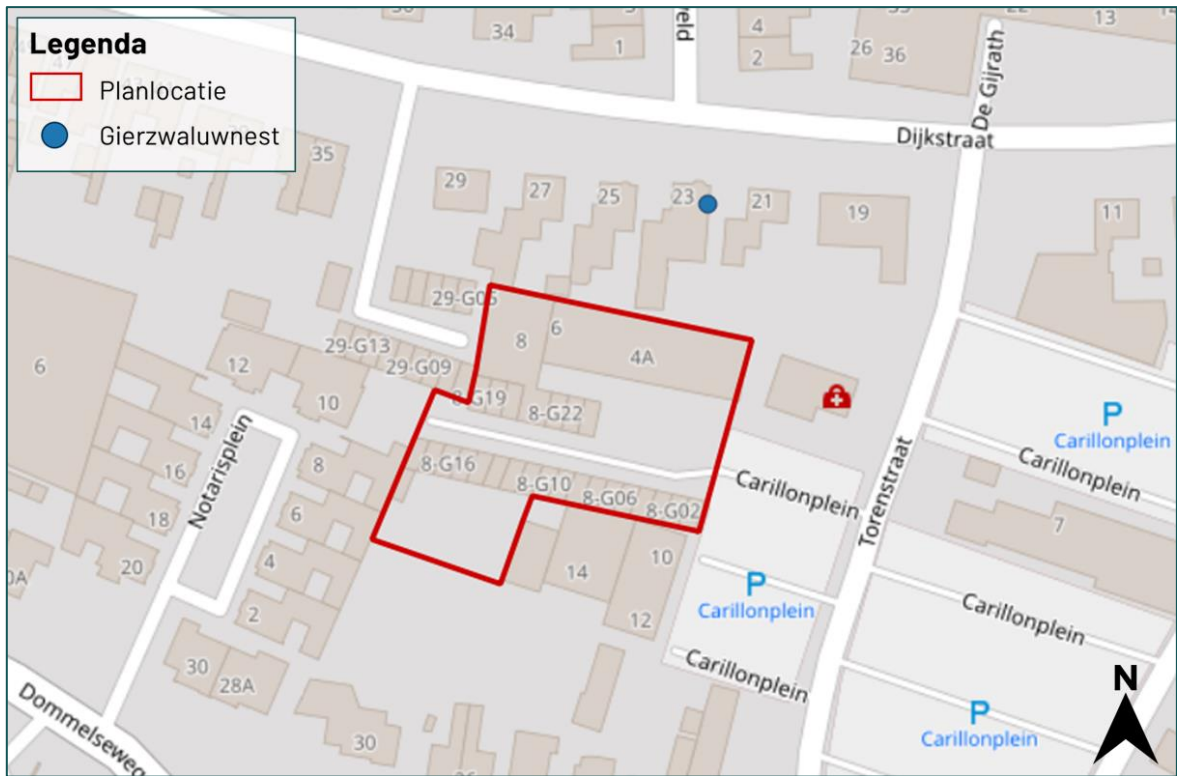 Legenda
Planlocatie
Gierzwaluwnest
34
1
4
2
26
36
13
De Gijrath
Dijkstraat
35
29
27
25
23
21
19
11
29-G05
8
6
4A
29-G13
29-G09
8-G19
8-G22
6
12
10
14
16
18
20
Notarisplein
8
6
4
2
8-G16
8-G10
8-G06
8-G02
14
10
12
Carillonplein
Torenstraat
P
Carillonplein
Carillonplein
7
P
Carillonplein
Carillonplein
Carillonplein
P
Carillonplein
30
28A
30
Dommelseweg
N